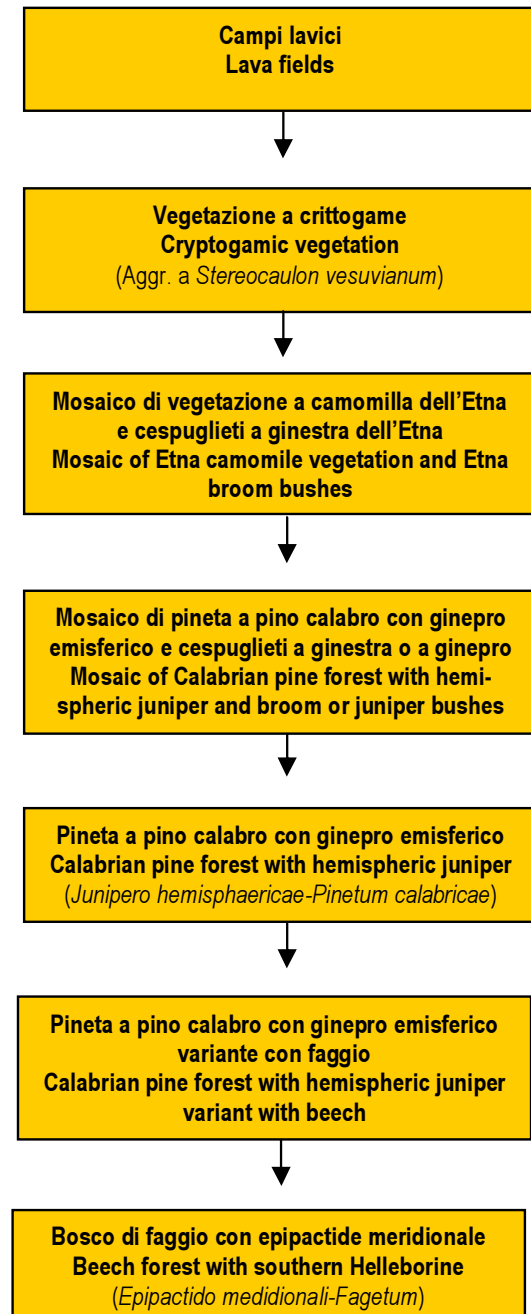 Campi lavici
Lava fields
Vegetazione a crittogame
Cryptogamic vegetation
(Aggr. a Stereocaulon vesuvianum)
Mosaico di vegetazione a camomilla dell’Etna
e cespuglieti a ginestra dell’Etna
Mosaic of Etna camomile vegetation and Etna
broom bushes
Mosaico di pineta a pino calabro con ginepro
emisferico e cespuglieti a ginestra o a ginepro
Mosaic of Calabrian pine forest with hemi-
spheric juniper and broom or juniper bushes
Pineta a pino calabro con ginepro emisferico
Calabrian pine forest with hemispheric juniper
(Junipero hemisphaericae-Pinetum calabricae)
Pineta a pino calabro con ginepro emisferico
variante con faggio
Calabrian pine forest with hemispheric juniper
variant with beech
Bosco di faggio con epipactide meridionale
Beech forest with southern Helleborine
(Epipactido medidionali-Fagetum)